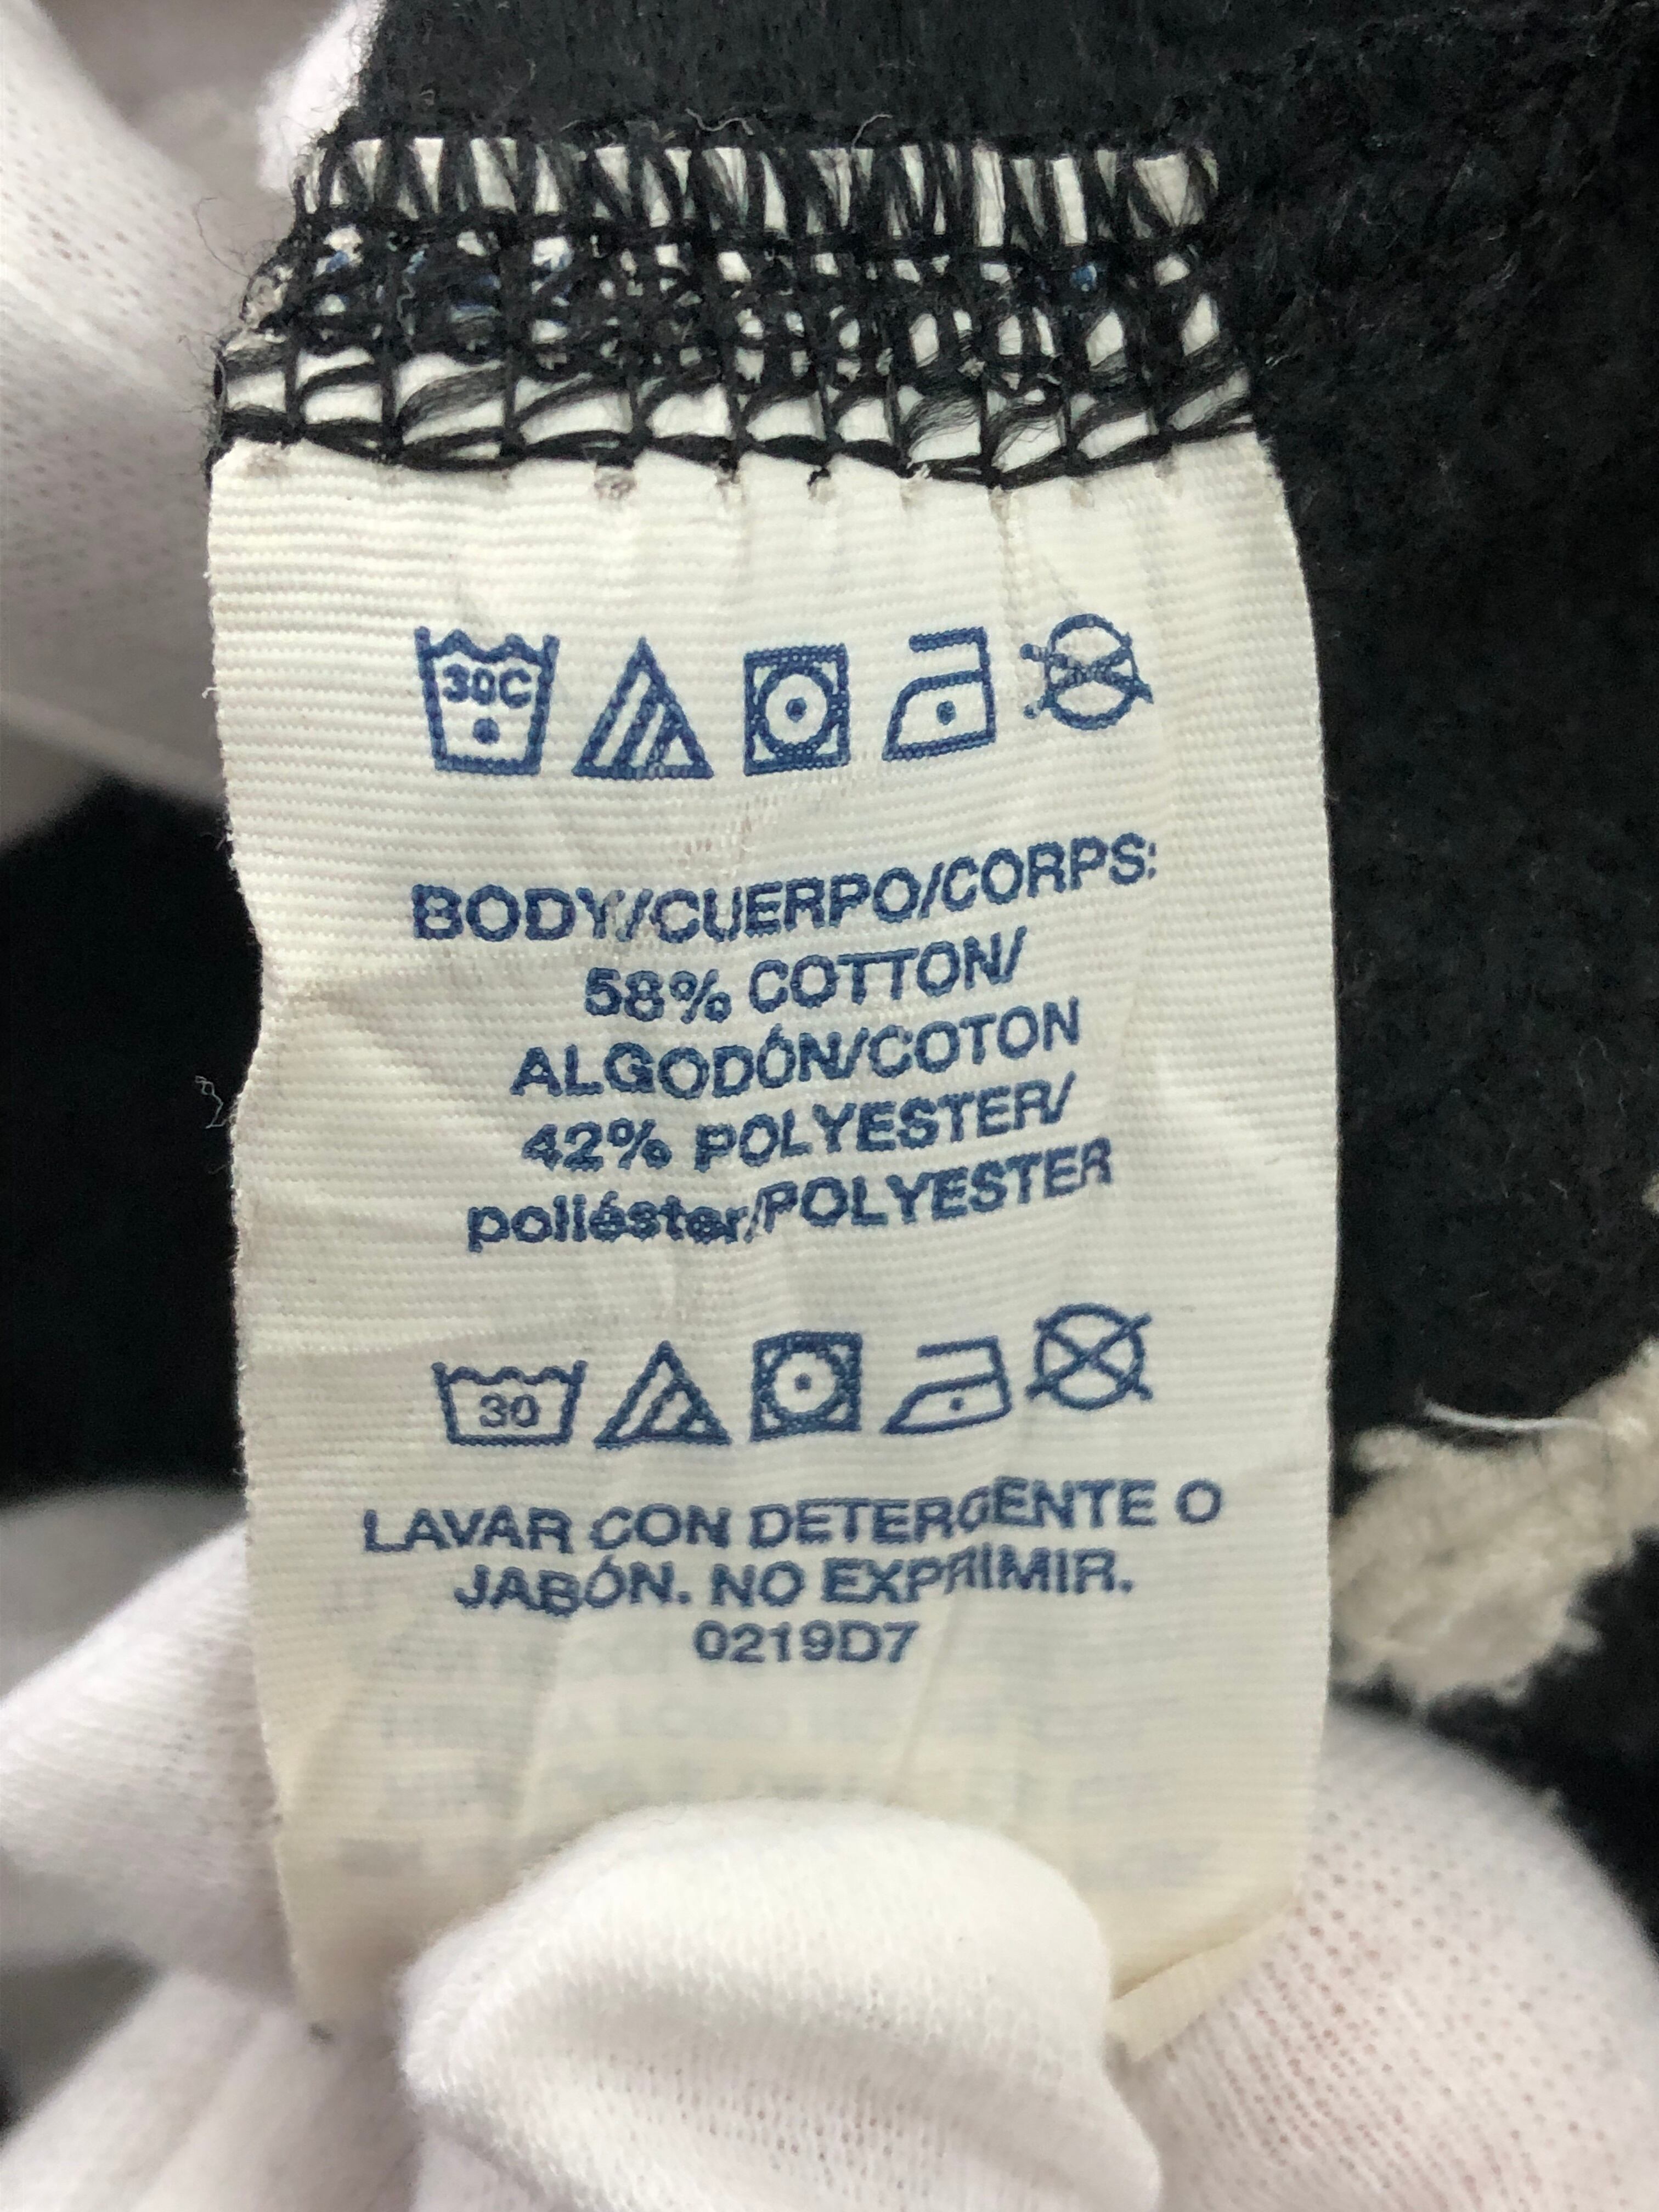 30C
BODY/CUERPO/CORPS:
58% COTTON/
ALGODÓN/COTON
42% POLYESTER/
poliéster/POLYESTER
30
LAVAR CON DETERGENTE O
JABÓN. NO EXPRIMIR.
0219D7